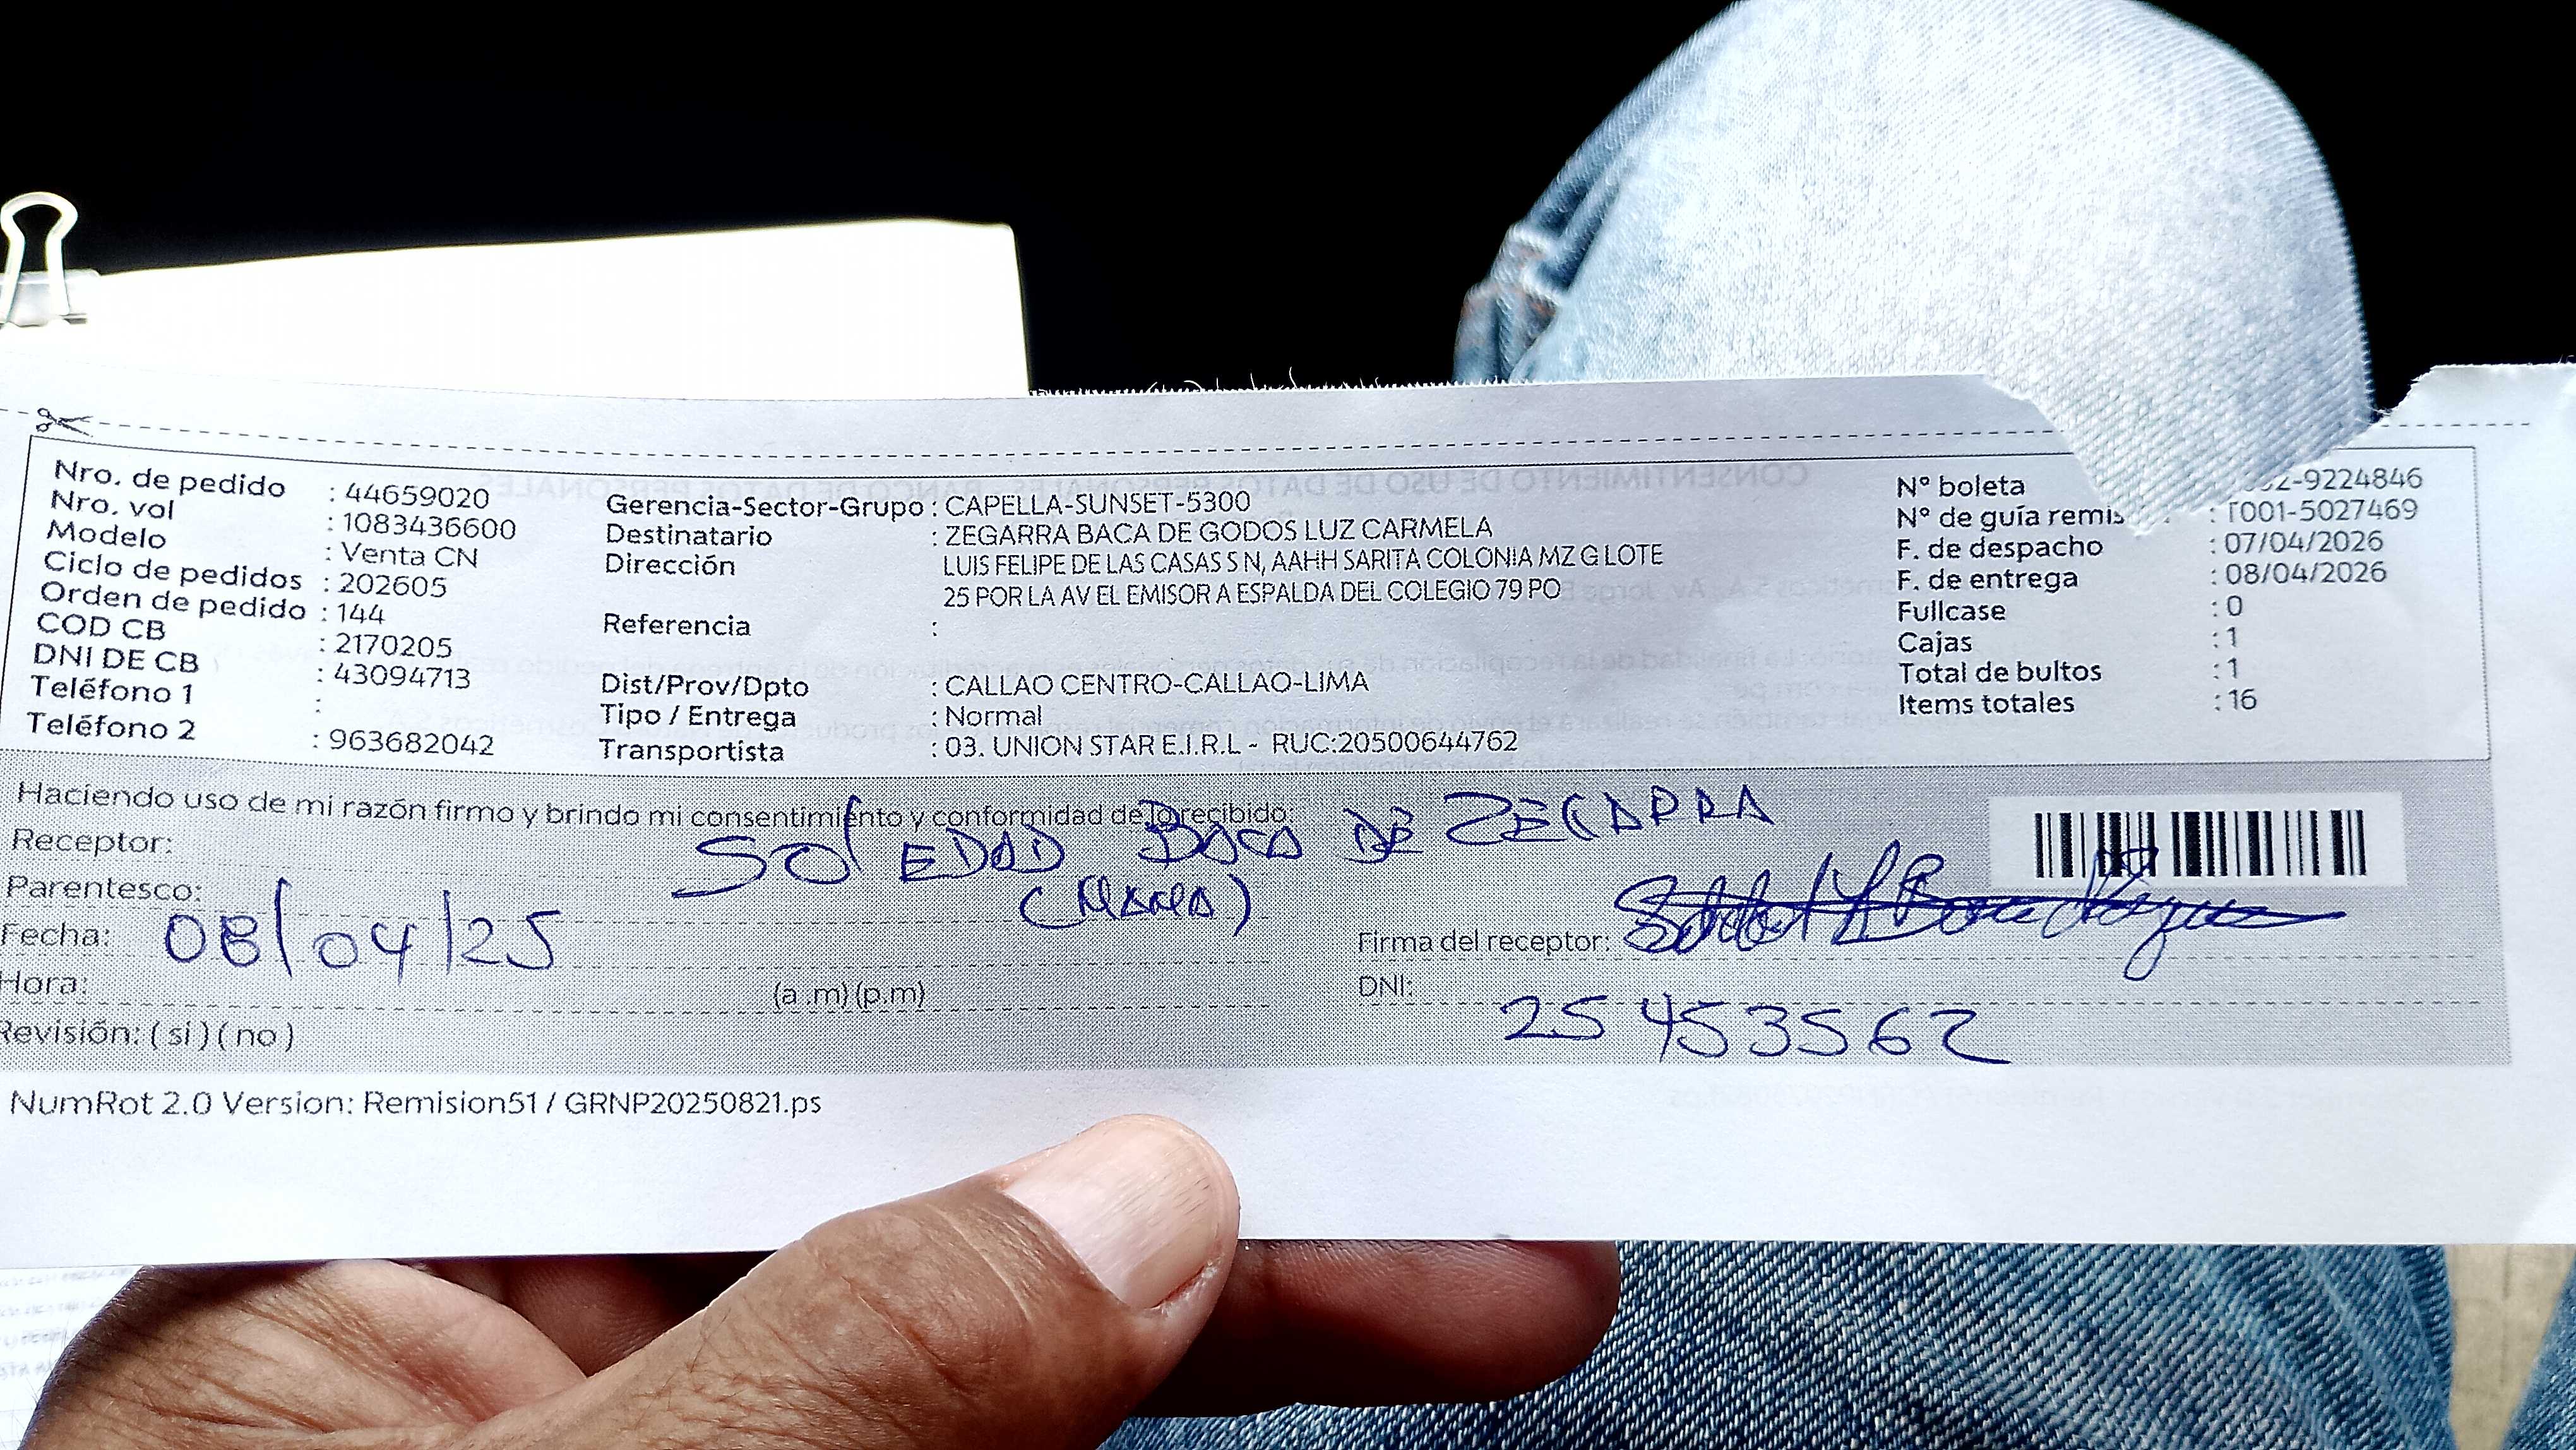 Nro. de pedido : 44659020
Nro. vol : 1083436600
Modelo : Venta CN
Ciclo de pedidos : 202605
Orden de pedido : 144
COD CB : 2170205
DNI DE CB : 43094713
Teléfono 1 :
Teléfono 2 : 963682042
Gerencia-Sector-Grupo : CAPELLA-SUNSET-5300
Destinatario : ZEGARRA BACA DE GODOS LUZ CARMELA
Dirección LUIS FELIPE DE LAS CASAS S N, AAHH SARITA COLONIA MZ G LOTE
25 POR LA AV EL EMISOR A ESPALDA DEL COLEGIO 79 PO
Referencia :
Dist/Prov/Dpto : CALLAO CENTRO-CALLAO-LIMA
Tipo / Entrega : Normal
Transportista : 03. UNION STAR E.I.R.L - RUC:20500644762
N° boleta 2-9224846
N° de guía remis : T001-5027469
F. de despacho : 07/04/2026
F. de entrega : 08/04/2026
Fullcase : 0
Cajas : 1
Total de bultos : 1
Items totales : 16
Haciendo uso de mi razón firmo y brindo mi consentimiento y conformidad de lo recibido:
Receptor: SOlEDAD BACA DE ZEGARRA
Parentesco: (MAMA)
Fecha: 08/04/25
Hora: (a .m) (p.m)
Revisión: ( si ) ( no )
Firma del receptor:
DNI: 25453562
NumRot 2.0 Version: Remision51 / GRNP20250821.ps